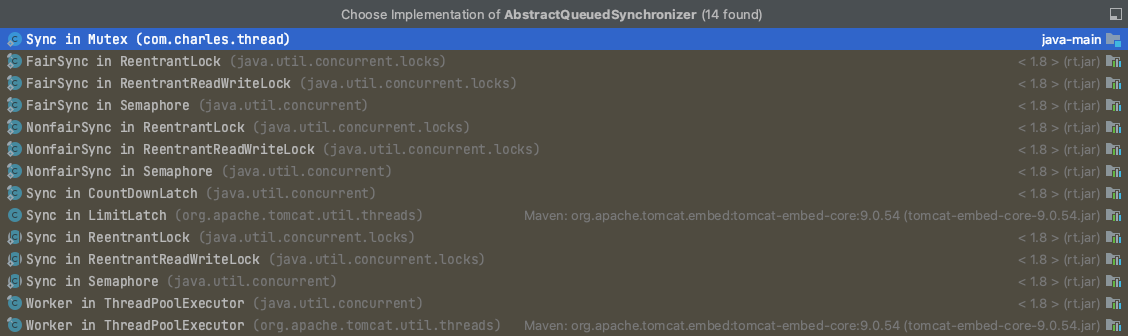 Choose Implementation of AbstractQueuedSynchronizer (14 found)
Sync in Mutex (com.charles.thread) java-main
FairSync in ReentrantLock (java.util.concurrent.locks) < 1.8 > (rt.jar)
FairSync in ReentrantReadWriteLock (java.util.concurrent.locks) < 1.8 > (rt.jar)
FairSync in Semaphore (java.util.concurrent) < 1.8 > (rt.jar)
NonfairSync in ReentrantLock (java.util.concurrent.locks) < 1.8 > (rt.jar)
NonfairSync in ReentrantReadWriteLock (java.util.concurrent.locks) < 1.8 > (rt.jar)
NonfairSync in Semaphore (java.util.concurrent) < 1.8 > (rt.jar)
Sync in CountDownLatch (java.util.concurrent) < 1.8 > (rt.jar)
Sync in LimitLatch (org.apache.tomcat.util.threads) Maven: org.apache.tomcat.embed:tomcat-embed-core:9.0.54 (tomcat-embed-core-9.0.54.jar)
Sync in ReentrantLock (java.util.concurrent.locks) < 1.8 > (rt.jar)
Sync in ReentrantReadWriteLock (java.util.concurrent.locks) < 1.8 > (rt.jar)
Sync in Semaphore (java.util.concurrent) < 1.8 > (rt.jar)
Worker in ThreadPoolExecutor (java.util.concurrent) < 1.8 > (rt.jar)
Worker in ThreadPoolExecutor (org.apache.tomcat.util.threads) Maven: org.apache.tomcat.embed:tomcat-embed-core:9.0.54 (tomcat-embed-core-9.0.54.jar)